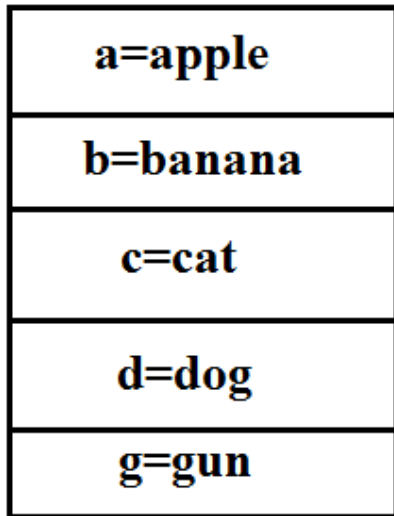 a=apple
b=banana
c=cat
d=dog
g=gun